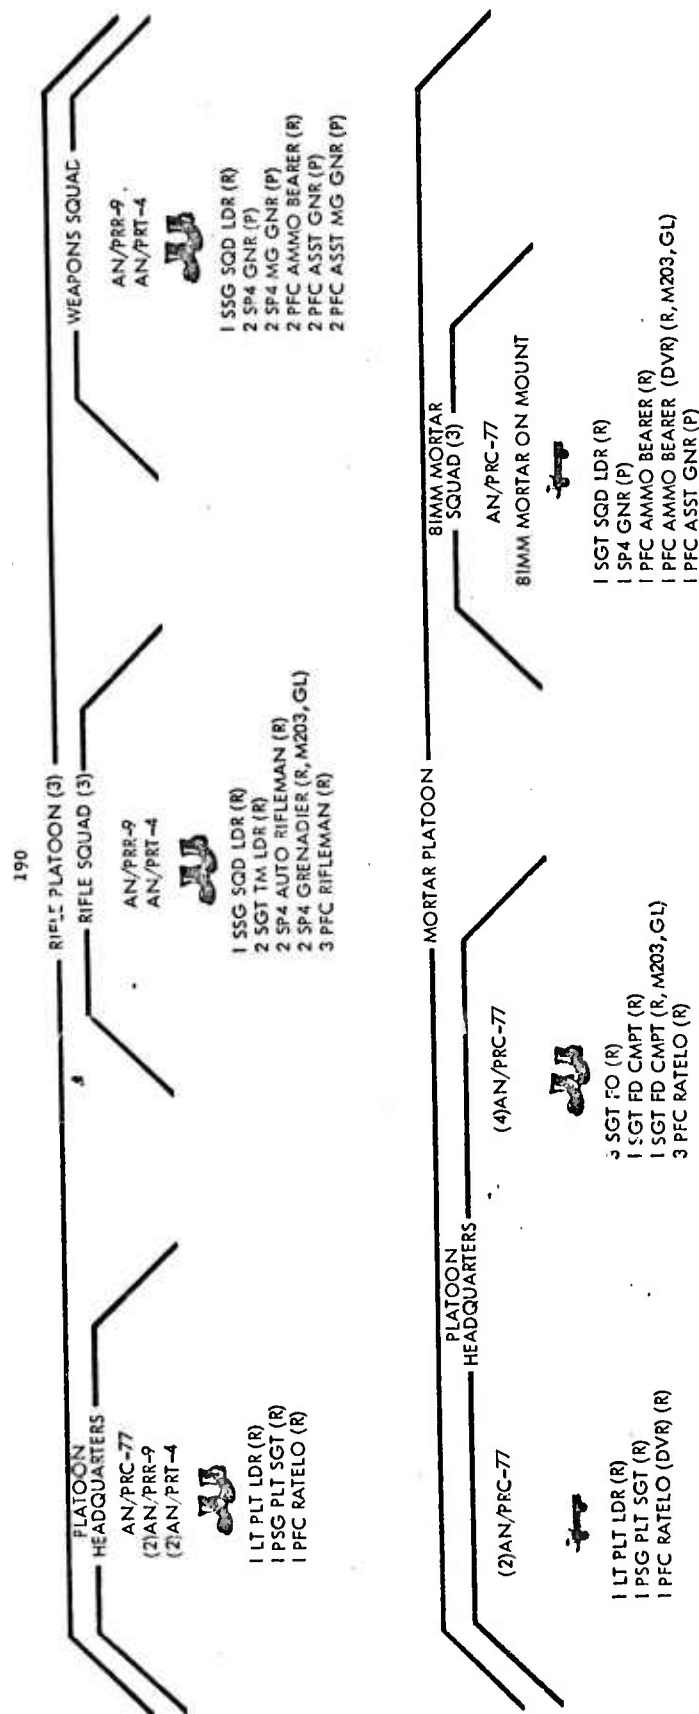 190
RIFLE PLATOON (3)
PLATOON
HEADQUARTERS
AN/PRC-77
(2)AN/PRR-9
(2)AN/PRT-4
1 LT PLT LDR (R)
1 PSG PLT SGT (R)
1 PFC RATELO (R)
RIFLE SQUAD (3)
AN/PRR-9
AN/PRT-4
1 SSG SQD LDR (R)
2 SGT TM LDR (R)
2 SP4 AUTO RIFLEMAN (R)
2 SP4 GRENADIER (R, M203, GL)
3 PFC RIFLEMAN (R)
WEAPONS SQUAD
AN/PRR-9
AN/PRT-4
1 SSG SQD LDR (R)
2 SP4 GNR (P)
2 SP4 MG GNR (P)
2 PFC AMMO BEARER (R)
2 PFC ASST GNR (P)
2 PFC ASST MG GNR (P)
MORTAR PLATOON
PLATOON
HEADQUARTERS
(2)AN/PRC-77
1 LT PLT LDR (R)
1 PSG PLT SGT (R)
1 PFC RATELO (DVR) (R)
(4)AN/PRC-77
3 SGT FO (R)
1 SGT FD CMPT (R)
1 SGT FD CMPT (R, M203, GL)
3 PFC RATELO (R)
81MM MORTAR
SQUAD (3)
AN/PRC-77
81MM MORTAR ON MOUNT
1 SGT SQD LDR (R)
1 SP4 GNR (P)
1 PFC AMMO BEARER (R)
1 PFC AMMO BEARER (DVR) (R, M203, GL)
1 PFC ASST GNR (P)